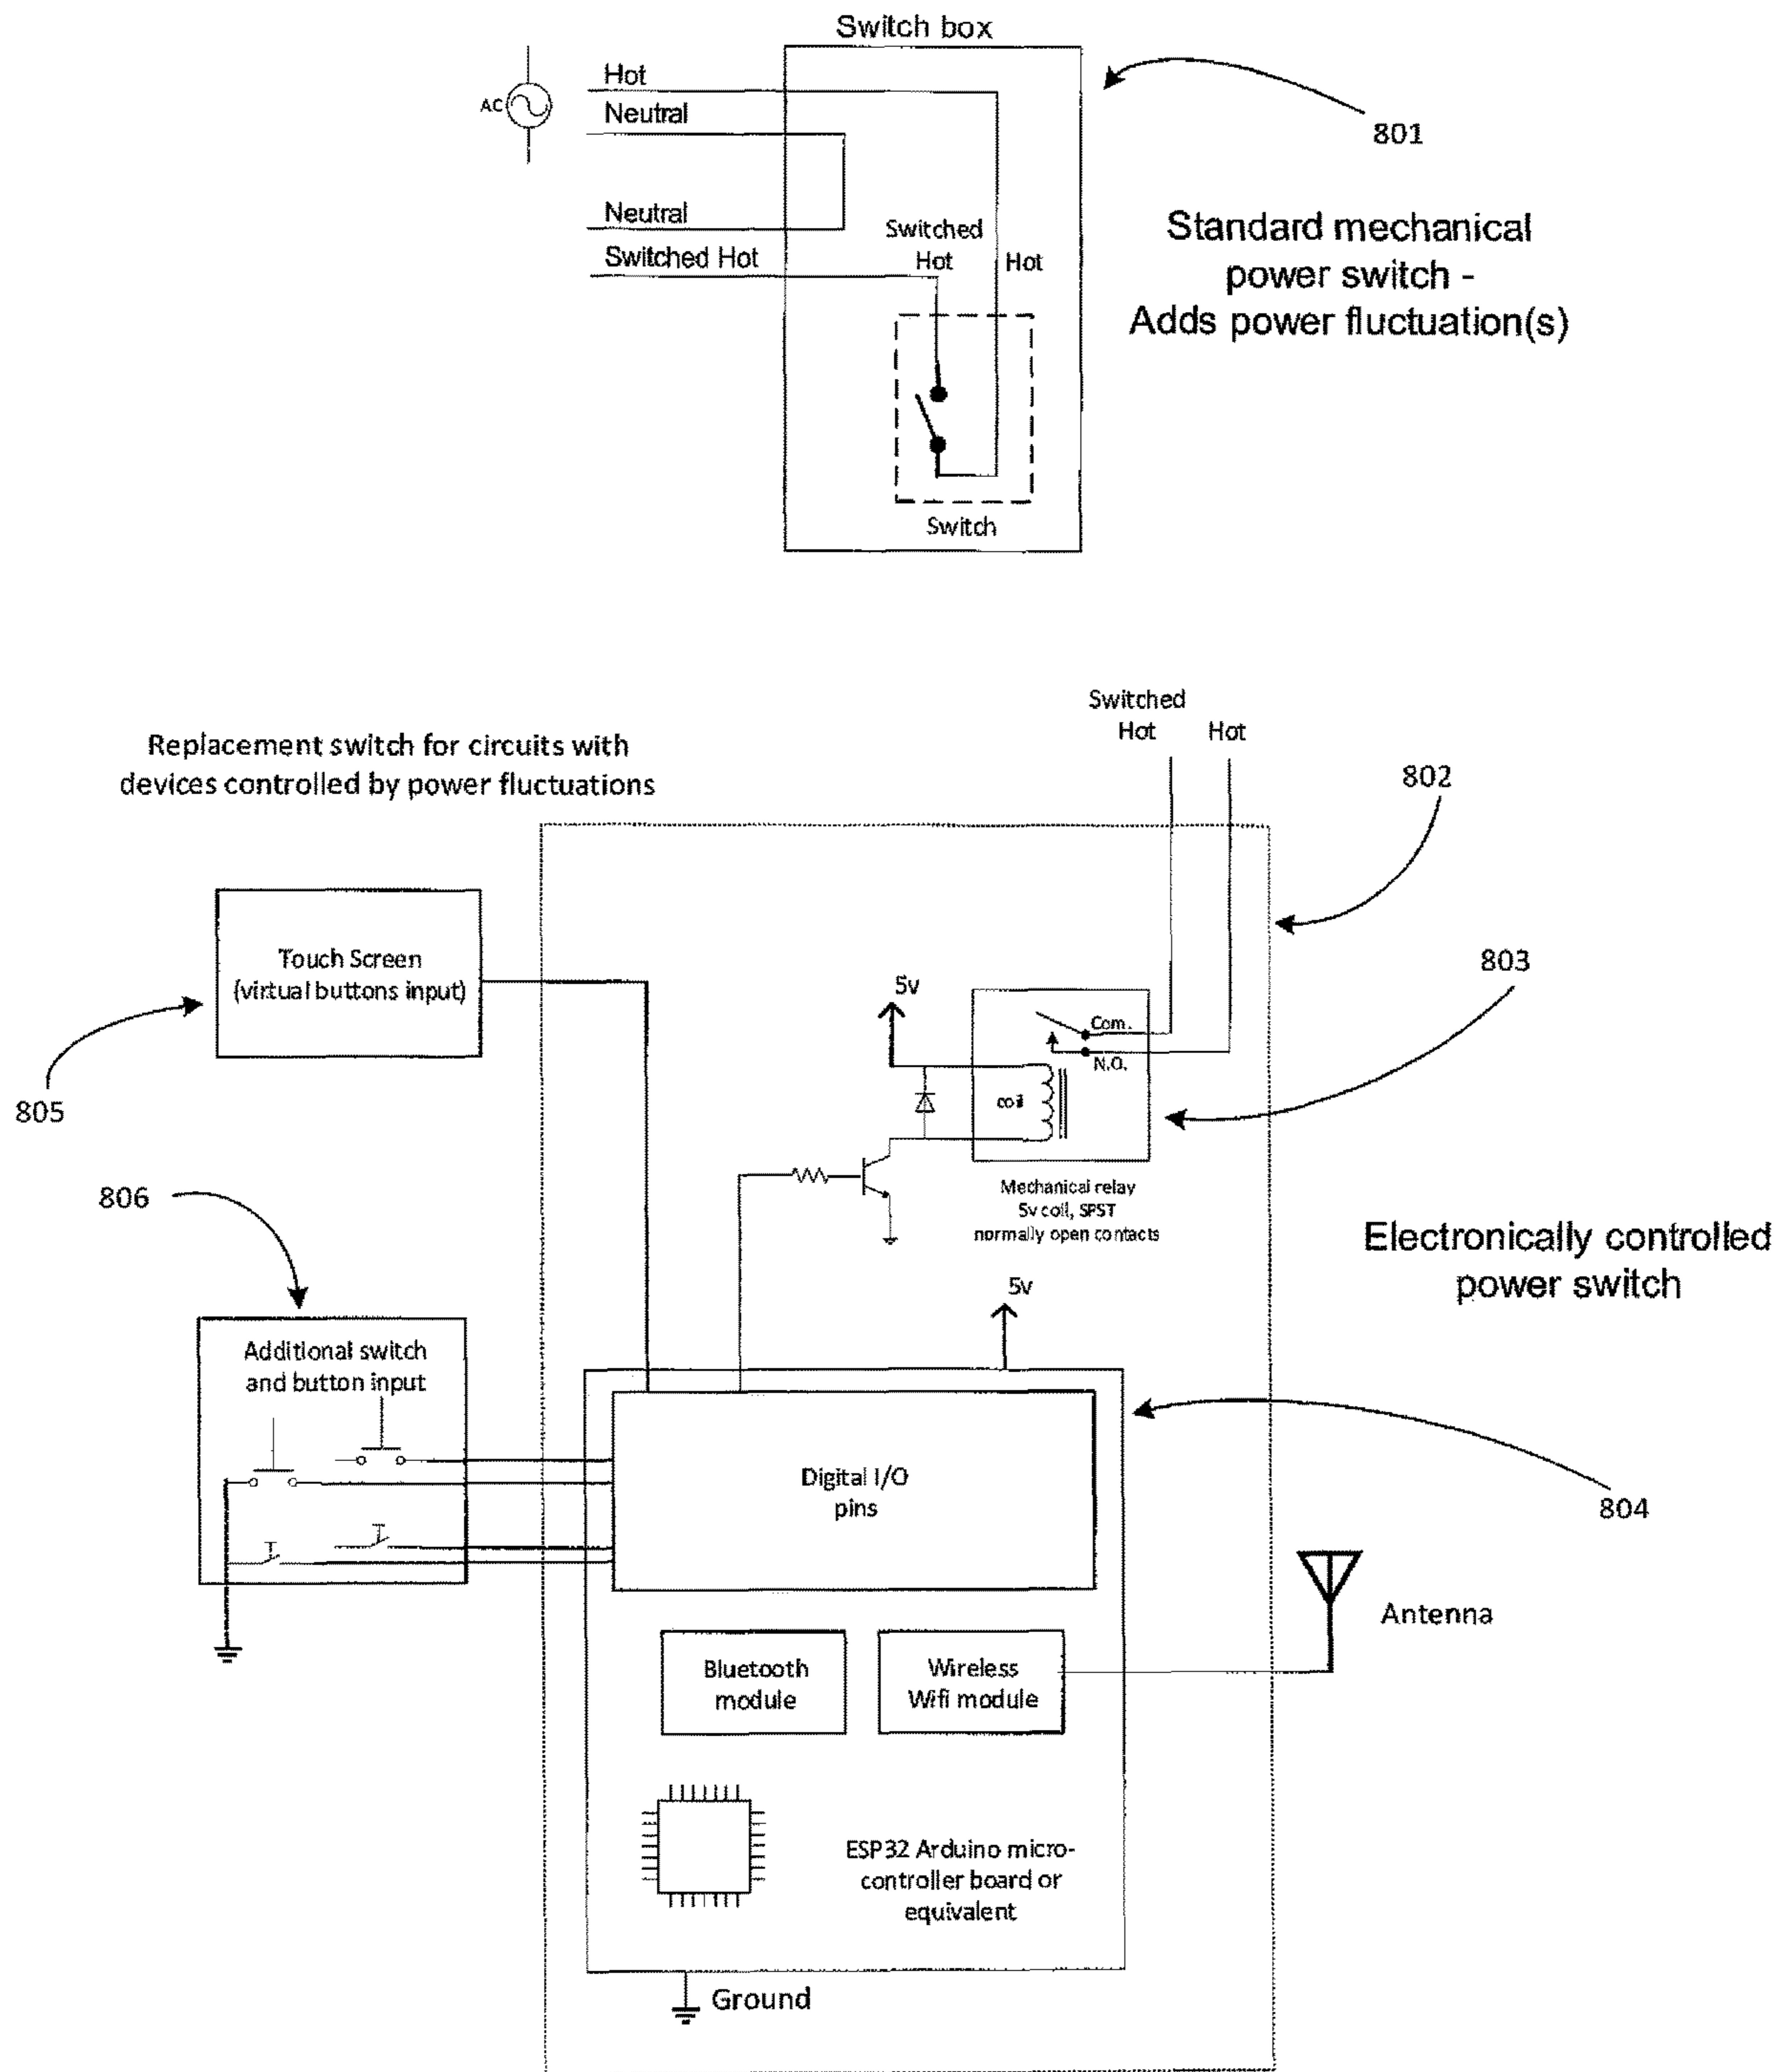 Switch box
Hot
AC
Neutral
801
Neutral
Switched
Hot
Hot
Switched Hot
Standard mechanical
power switch -
Adds power fluctuation(s)
Switch
Switched
Hot
Hot
Replacement switch for circuits with
devices controlled by power fluctuations
802
Touch Screen
(virtual buttons input)
803
5v
Com.
N.O.
coil
805
Mechanical relay
5v coil, SPST
normally open contacts
806
Electronically controlled
power switch
5v
Additional switch
and button input
Digital I/O
pins
804
Antenna
Bluetooth
module
Wireless
Wifi module
ESP32 Arduino micro-
controller board or
equivalent
Ground